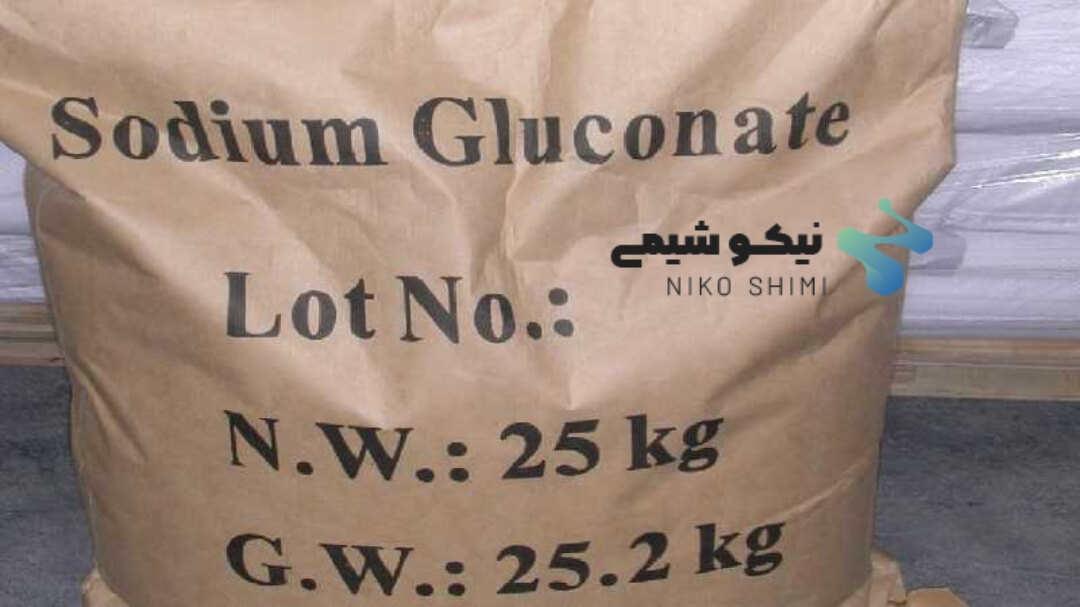 Sodium Gluconate
نیکو شیمی
NIKO SHIMI
Lot No.:
N.W.: 25 kg
G.W.: 25.2 kg